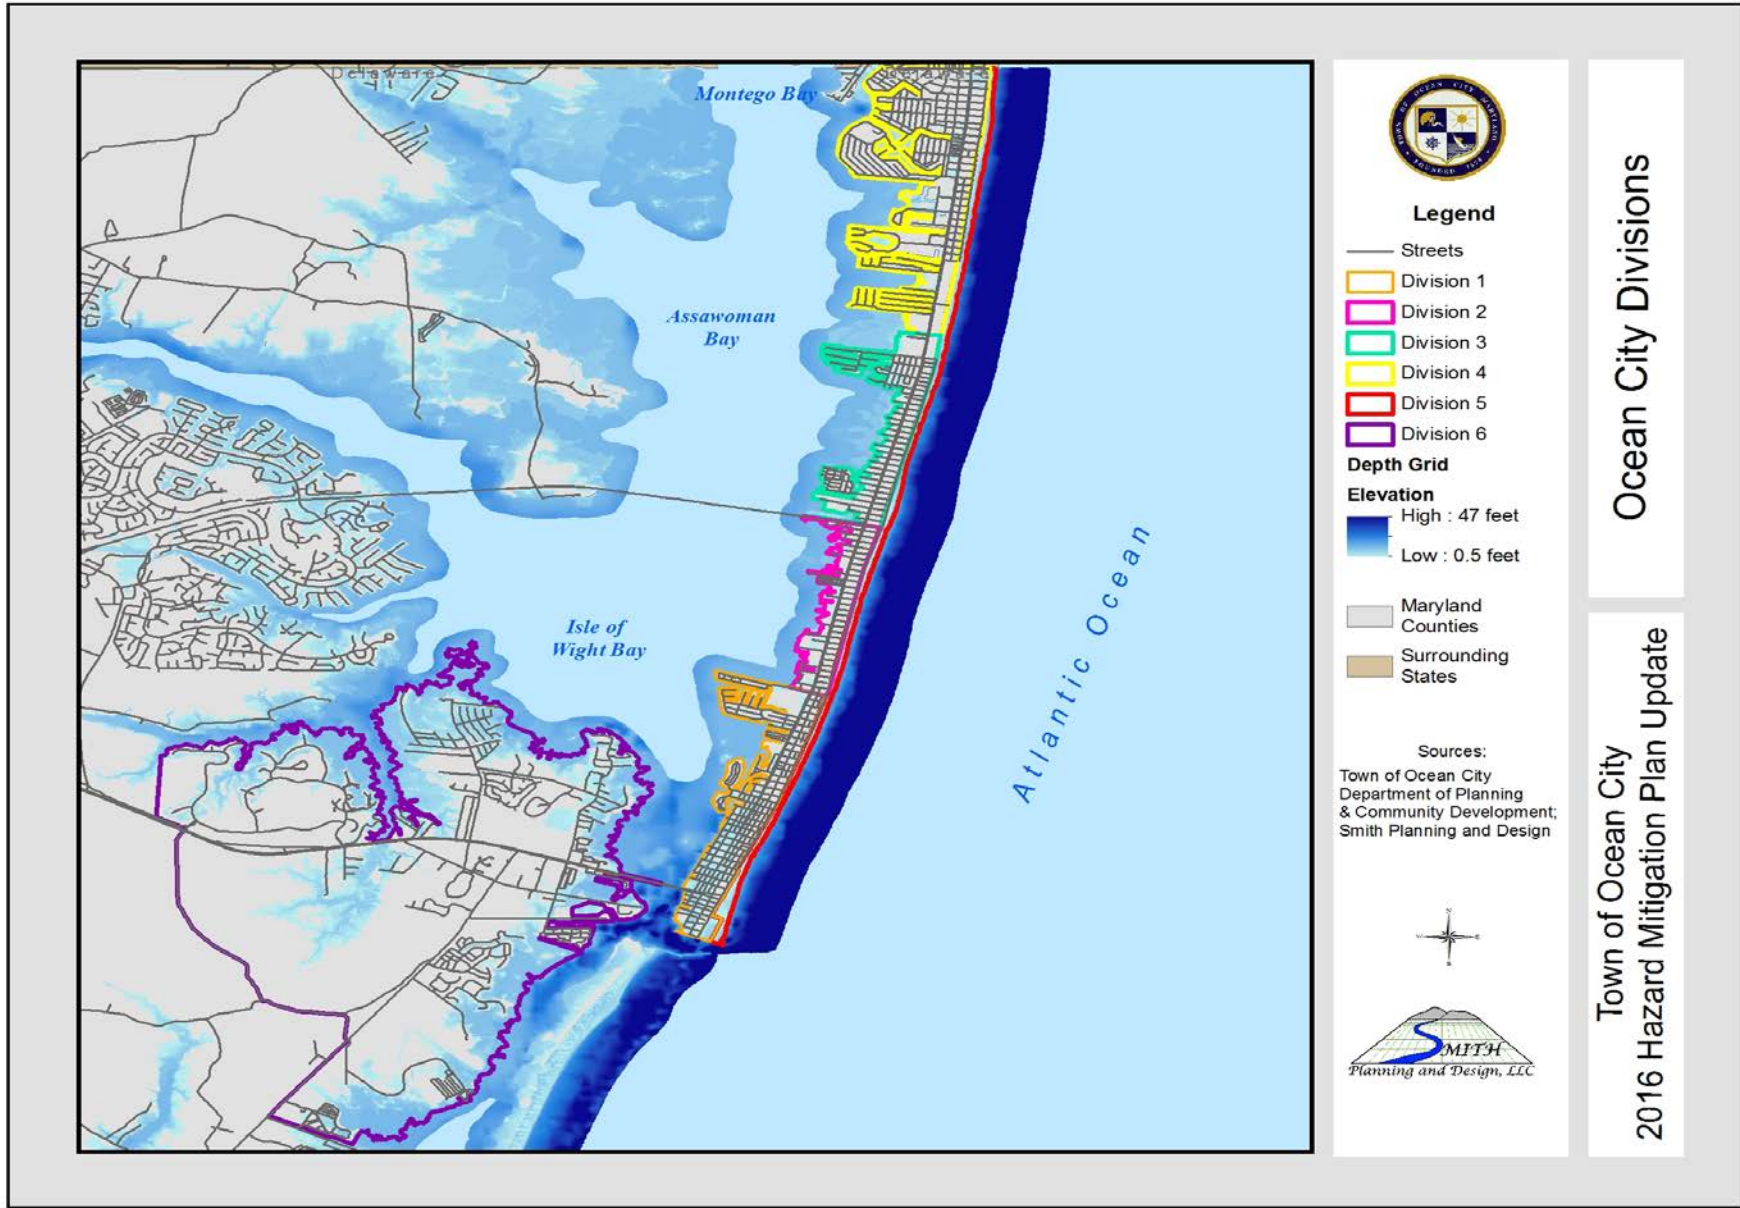 Delaware
Delaware
Montego Bay
Assawoman
Bay
Isle of
Wight Bay
Atlantic Ocean
Legend
Streets
Division 1
Division 2
Division 3
Division 4
Division 5
Division 6
Depth Grid
Elevation
High : 47 feet
Low : 0.5 feet
Maryland
Counties
Surrounding
States
Sources:
Town of Ocean City
Department of Planning
& Community Development;
Smith Planning and Design
SMITH
Planning and Design, LLC
Ocean City Divisions
Town of Ocean City
2016 Hazard Mitigation Plan Update